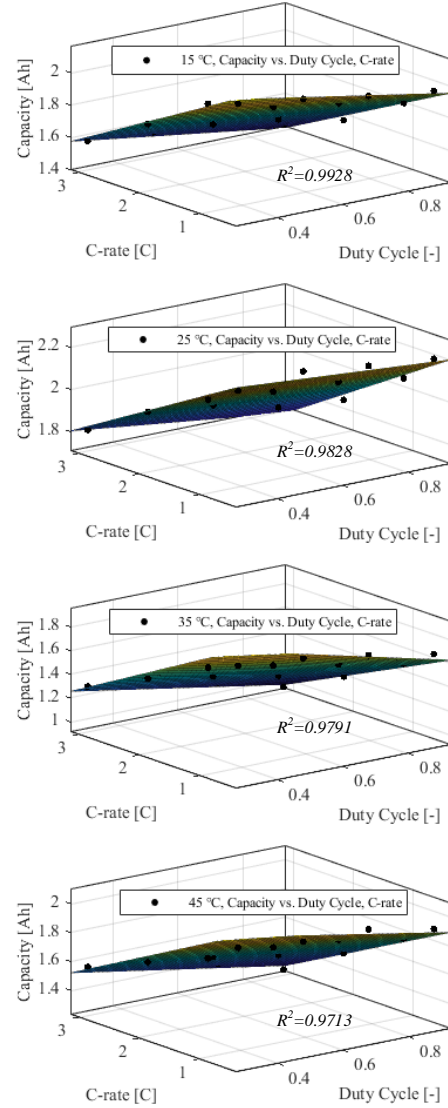 2
1.8
1.6
1.4
Capacity [Ah]
15 ℃, Capacity vs. Duty Cycle, C-rate
R²=0.9928
3
2
1
C-rate [C]
0.4
0.6
0.8
Duty Cycle [-]
2.2
2
1.8
Capacity [Ah]
25 ℃, Capacity vs. Duty Cycle, C-rate
R²=0.9828
3
2
1
C-rate [C]
0.4
0.6
0.8
Duty Cycle [-]
1.8
1.6
1.4
1.2
1
Capacity [Ah]
35 ℃, Capacity vs. Duty Cycle, C-rate
R²=0.9791
3
2
1
C-rate [C]
0.4
0.6
0.8
Duty Cycle [-]
2
1.8
1.6
1.4
Capacity [Ah]
45 ℃, Capacity vs. Duty Cycle, C-rate
R²=0.9713
3
2
1
C-rate [C]
0.4
0.6
0.8
Duty Cycle [-]